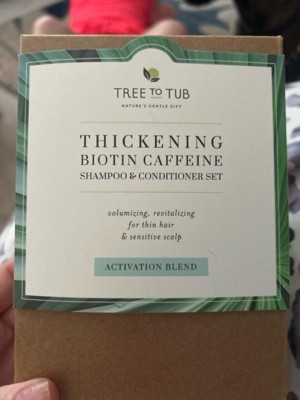 TREE TO TUB
NATURE'S GENTLE GIFT
THICKENING
BIOTIN CAFFEINE
SHAMPOO & CONDITIONER SET
volumizing, revitalizing
for thin hair
& sensitive scalp
ACTIVATION BLEND